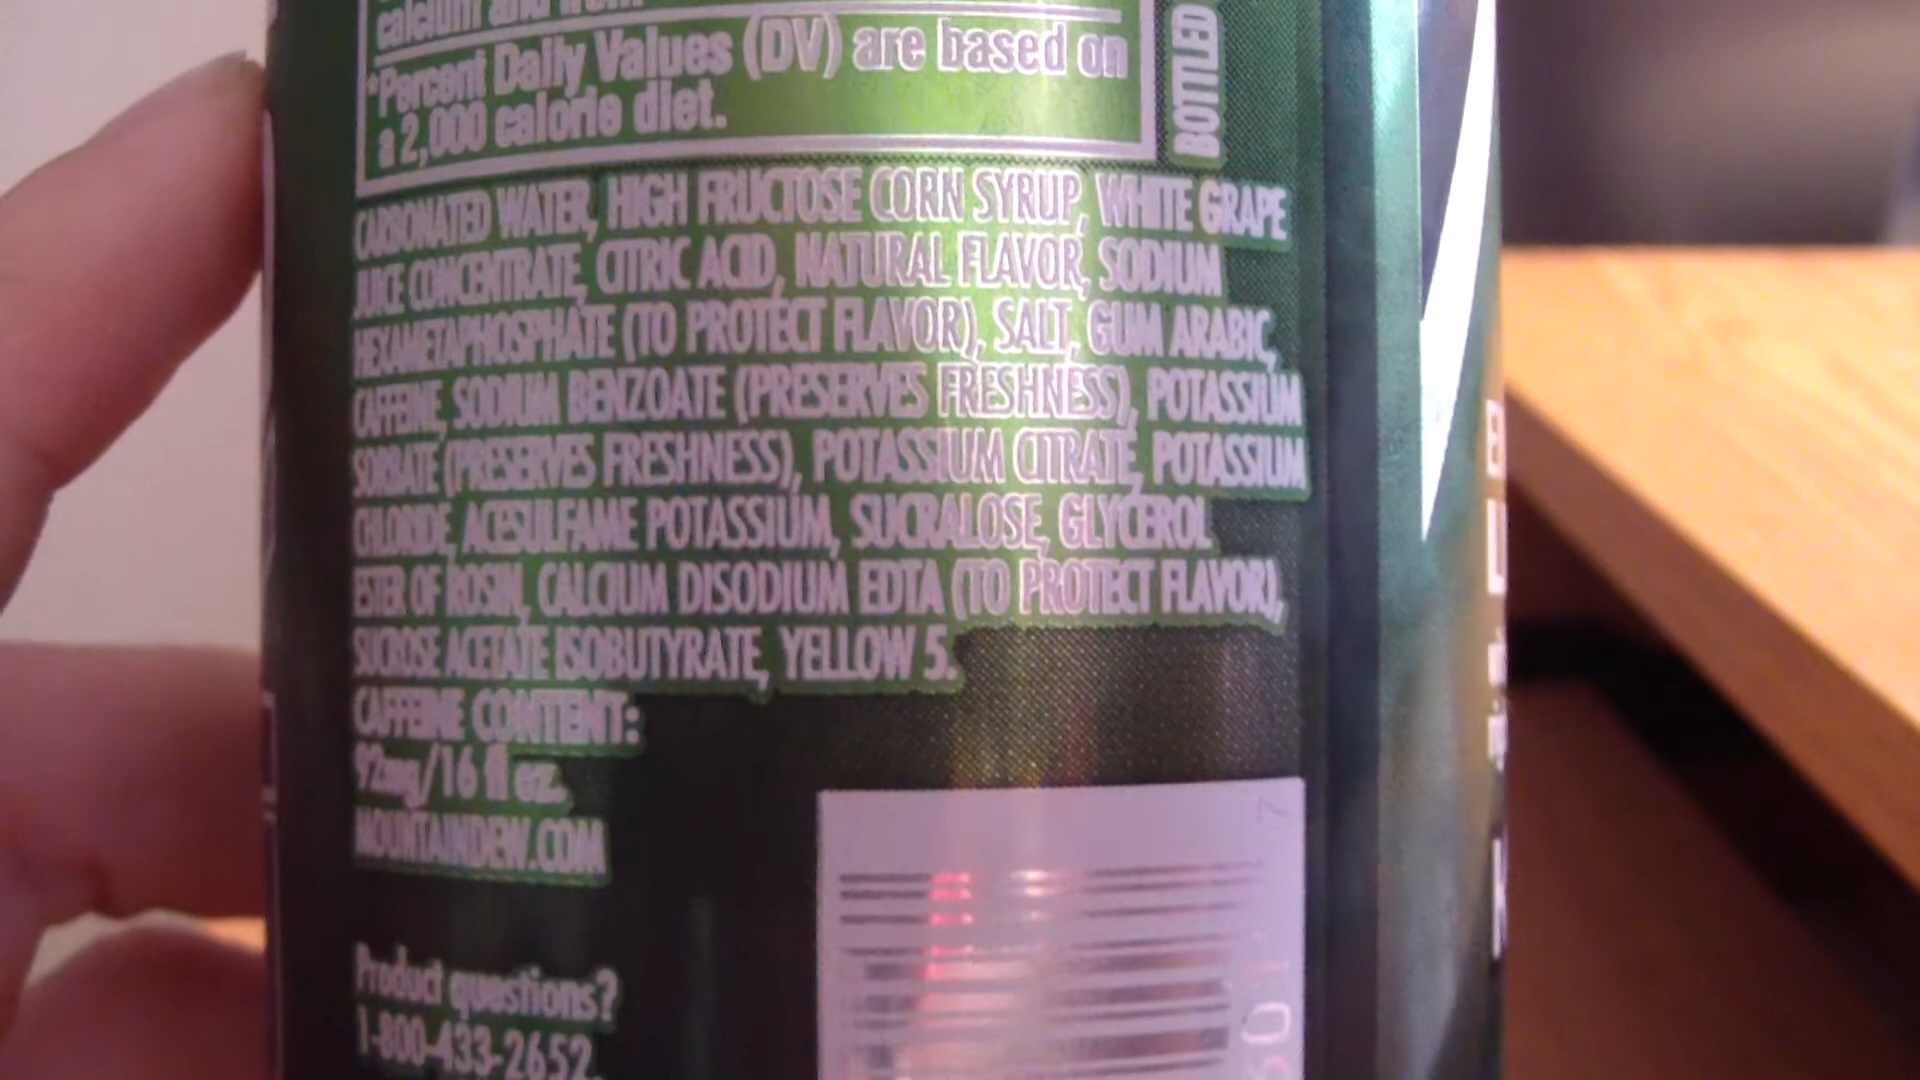 calcium and iron.
*Percent Daily Values (DV) are based on
a 2,000 calorie diet.
BOTTLED
CARBONATED WATER, HIGH FRUCTOSE CORN SYRUP, WHITE GRAPE
JUICE CONCENTRATE, CITRIC ACID, NATURAL FLAVOR, SODIUM
HEXAMETAPHOSPHATE (TO PROTECT FLAVOR), SALT, GUM ARABIC,
CAFFEINE, SODIUM BENZOATE (PRESERVES FRESHNESS), POTASSIUM
SORBATE (PRESERVES FRESHNESS), POTASSIUM CITRATE, POTASSIUM
CHLORIDE, ACESULFAME POTASSIUM, SUCRALOSE, GLYCEROL
ESTER OF ROSIN, CALCIUM DISODIUM EDTA (TO PROTECT FLAVOR),
SUCROSE ACETATE ISOBUTYRATE, YELLOW 5.
CAFFEINE CONTENT:
92mg/16 fl oz.
MOUNTAINDEW.COM
Product questions?
1-800-433-2652.
7